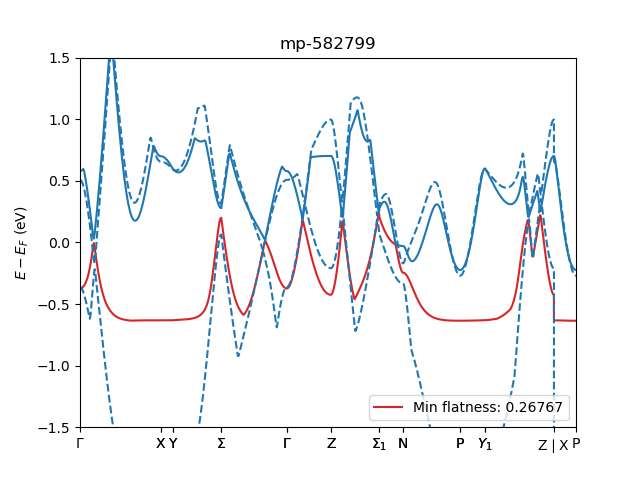 mp-582799
E − E_F (eV)
1.5
1.0
0.5
0.0
−0.5
−1.0
−1.5
Min flatness: 0.26767
Γ X Y Σ Γ Z Σ₁ N P Y₁ Z | X P